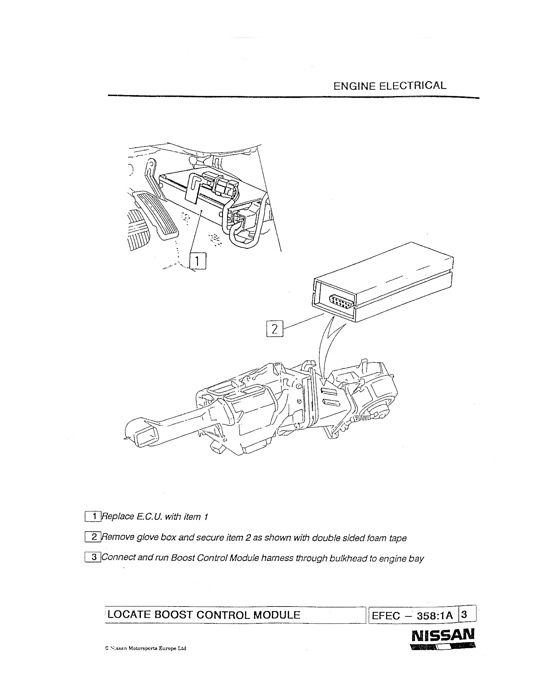 ENGINE ELECTRICAL
1
2
1 Replace E.C.U. with item 1
2 Remove glove box and secure item 2 as shown with double sided foam tape
3 Connect and run Boost Control Module harness through bulkhead to engine bay
LOCATE BOOST CONTROL MODULE EFEC – 358:1A 3
NISSAN
© Nissan Motorsports Europe Ltd